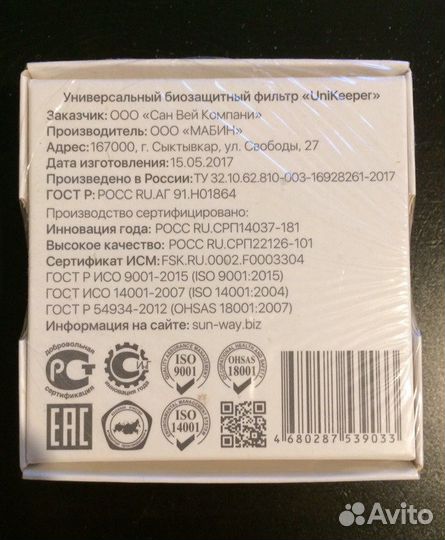 Универсальный биозащитный фильтр «UniKeeper»
Заказчик: ООО «Сан Вей Компани»
Производитель: ООО «МАБИН»
Адрес: 167000, г. Сыктывкар, ул. Свободы, 27
Дата изготовления: 15.05.2017
Произведено в России: ТУ 32.10.62.810-003-16928261-2017
ГОСТ Р: РОСС RU.АГ 91.Н01864
Производство сертифицировано:
Инновация года: РОСС RU.СРП14037-181
Высокое качество: РОСС RU.СРП22126-101
Сертификат ИСМ: FSK.RU.0002.F0003304
ГОСТ Р ИСО 9001-2015 (ISO 9001:2015)
ГОСТ ИСО 14001-2007 (ISO 14001:2004)
ГОСТ Р 54934-2012 (OHSAS 18001:2007)
Информация на сайте: sun-way.biz
добровольная
РСТ
сертификация
инновация года
ISO
9001
OHSAS
18001
EAC
ISO
14001
4680287539033
Avito